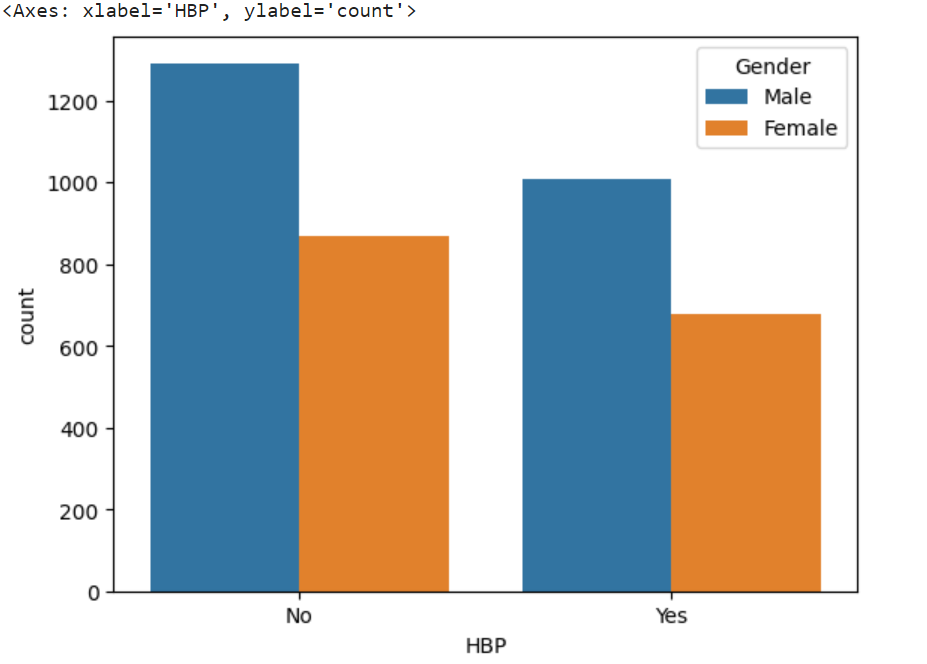 <Axes: xlabel='HBP', ylabel='count'>
Gender
Male
Female
1200
1000
800
600
400
200
0
count
No Yes
HBP